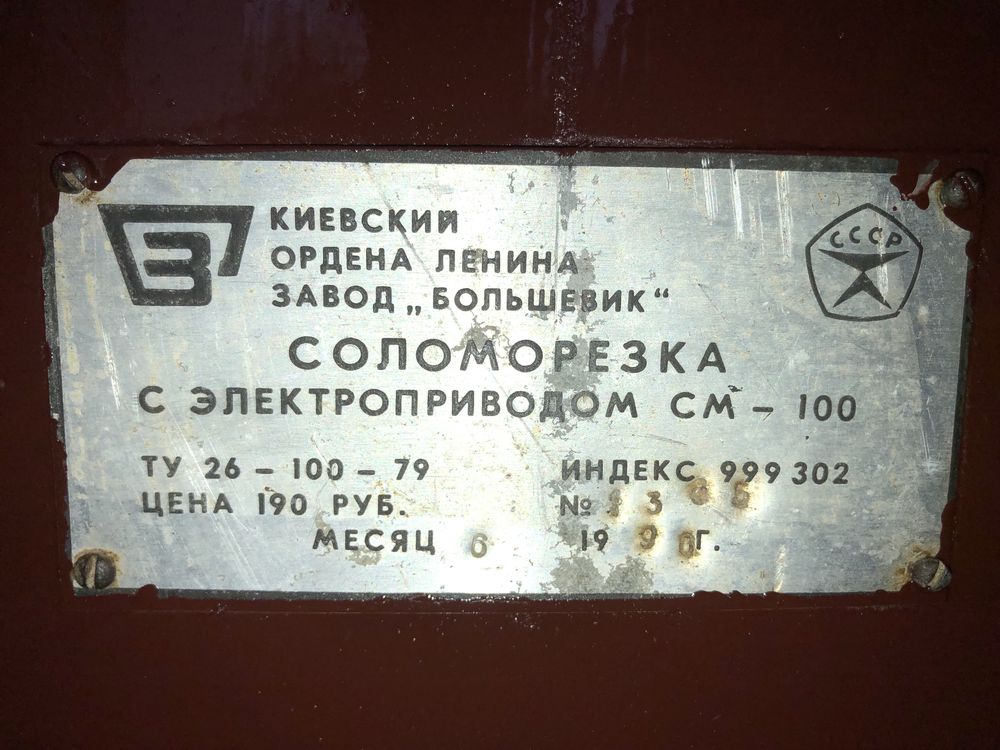 КИЕВСКИЙ
ОРДЕНА ЛЕНИНА
ЗАВОД „БОЛЬШЕВИК“
СССР
СОЛОМОРЕЗКА
С ЭЛЕКТРОПРИВОДОМ СМ – 100
ТУ 26 – 100 – 79
ИНДЕКС 999 302
ЦЕНА 190 РУБ.
№
МЕСЯЦ 6
1990 Г.